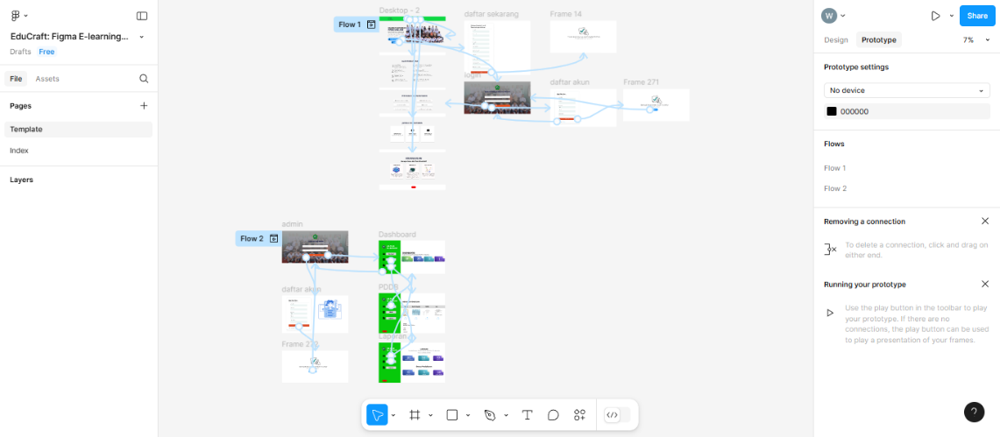 EduCraft: Figma E-learning...
Drafts
Free
File
Assets
Pages
Template
Index
Layers
Desktop - 2
Flow 1
daftar sekarang
Frame 14
login
daftar akun
Frame 271
admin
Flow 2
Dashboard
daftar akun
PDDB
Laporan
W
Share
Design
Prototype
7%
Prototype settings
No device
000000
Flows
Flow 1
Flow 2
Removing a connection
To delete a connection, click and drag on
either end.
Running your prototype
Use the play button in the toolbar to play
your prototype. If there are no
connections, the play button can be used
to play a presentation of your frames.